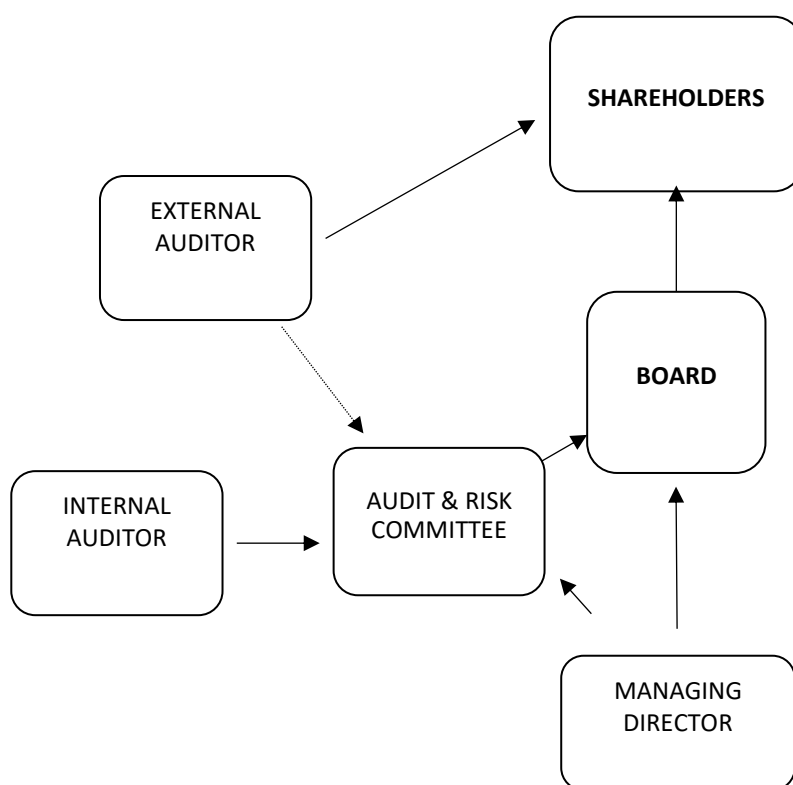 SHAREHOLDERS
EXTERNAL
AUDITOR
BOARD
INTERNAL
AUDITOR
AUDIT & RISK
COMMITTEE
MANAGING
DIRECTOR